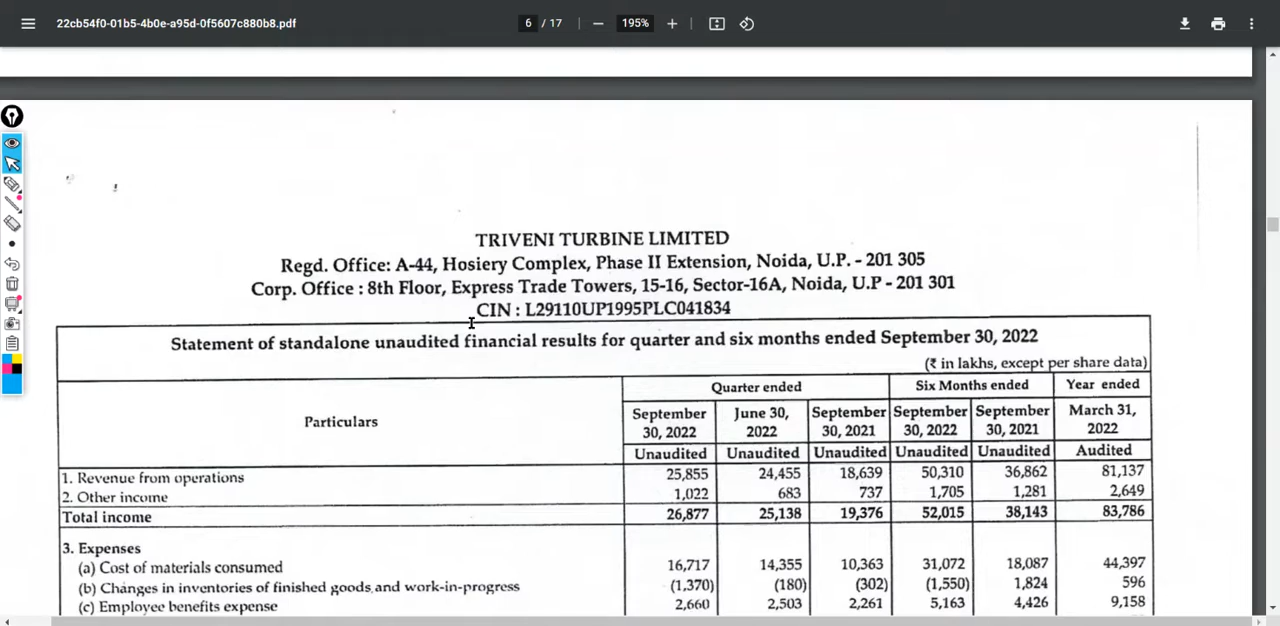 22cb54f0-01b5-4b0e-a95d-0f5607c880b8.pdf 6 / 17 195%
TRIVENI TURBINE LIMITED
Regd. Office: A-44, Hosiery Complex, Phase II Extension, Noida, U.P. - 201 305
Corp. Office : 8th Floor, Express Trade Towers, 15-16, Sector-16A, Noida, U.P - 201 301
CIN : L29110UP1995PLC041834
Statement of standalone unaudited financial results for quarter and six months ended September 30, 2022
(₹ in lakhs, except per share data)
Particulars Quarter ended Six Months ended Year ended
September 30, 2022 June 30, 2022 September 30, 2021 September 30, 2022 September 30, 2021 March 31, 2022
Unaudited Unaudited Unaudited Unaudited Unaudited Audited
1. Revenue from operations 25,855 24,455 18,639 50,310 36,862 81,137
2. Other income 1,022 683 737 1,705 1,281 2,649
Total income 26,877 25,138 19,376 52,015 38,143 83,786
3. Expenses
(a) Cost of materials consumed 16,717 14,355 10,363 31,072 18,087 44,397
(b) Changes in inventories of finished goods and work-in-progress (1,370) (180) (302) (1,550) 1,824 596
(c) Employee benefits expense 2,660 2,503 2,261 5,163 4,426 9,158